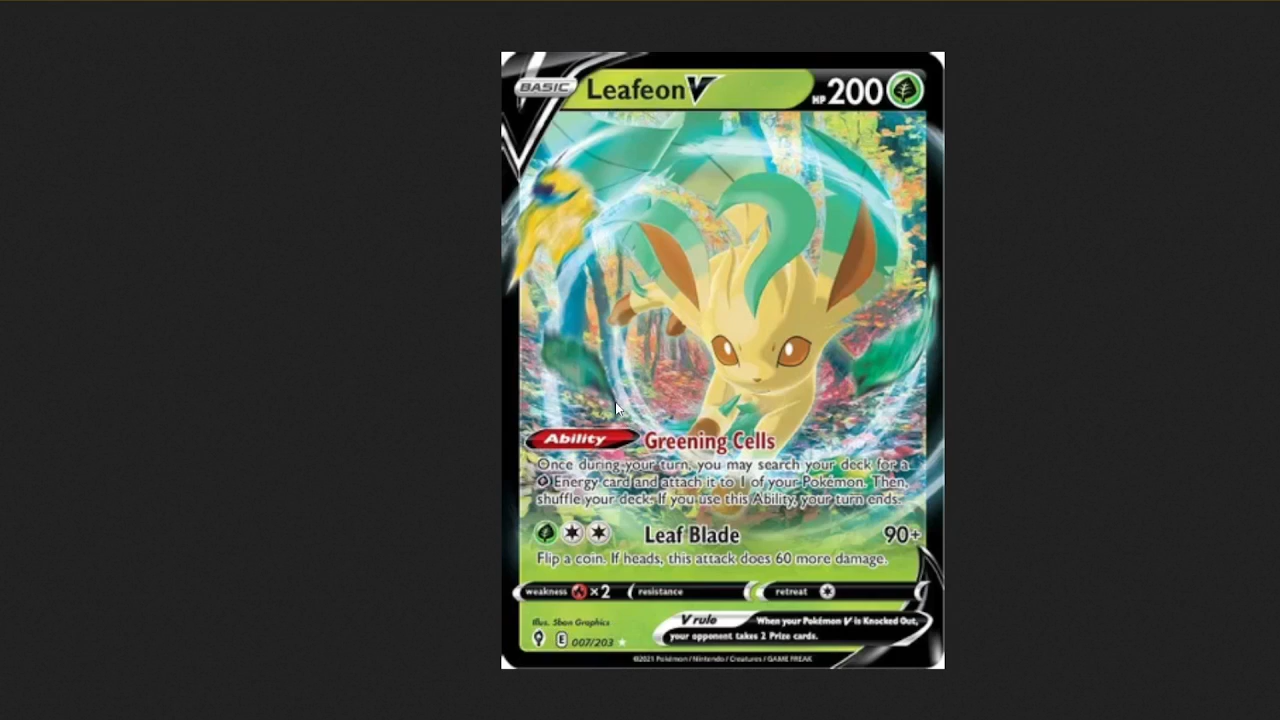 BASIC Leafeon V HP 200
Ability Greening Cells
Once during your turn, you may search your deck for a
Energy card and attach it to 1 of your Pokémon. Then,
shuffle your deck. If you use this Ability, your turn ends.
Leaf Blade 90+
Flip a coin. If heads, this attack does 60 more damage.
weakness ×2 resistance retreat
Illus. 5ban Graphics
V rule When your Pokémon V is Knocked Out,
your opponent takes 2 Prize cards.
E 007/203 ★
©2021 Pokémon / Nintendo / Creatures / GAME FREAK